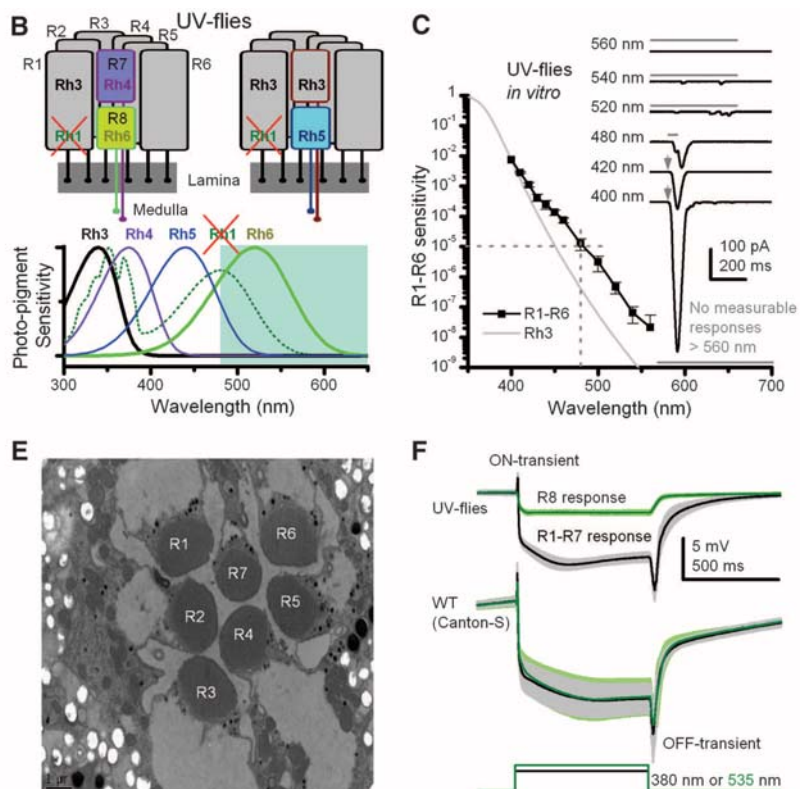 B
UV-flies
R1 R2 R3 R4 R5 R6
R7
Rh3 Rh4
R8
Rh1 Rh6
Rh3 Rh3
Rh1 Rh5
Lamina
Medulla
Rh3 Rh4 Rh5 Rh1 Rh6
Photo-pigment
Sensitivity
300 400 500 600
Wavelength (nm)
C
UV-flies
in vitro
R1-R6 sensitivity
1
10-1
10-2
10-3
10-4
10-5
10-6
10-7
10-8
10-9
R1-R6
Rh3
400 500 600 700
Wavelength (nm)
560 nm
540 nm
520 nm
480 nm
420 nm
400 nm
100 pA
200 ms
No measurable
responses
> 560 nm
E
R1
R6
R7
R2
R5
R4
R3
F
ON-transient
UV-flies
R8 response
R1-R7 response
5 mV
500 ms
WT
(Canton-S)
OFF-transient
380 nm or 535 nm